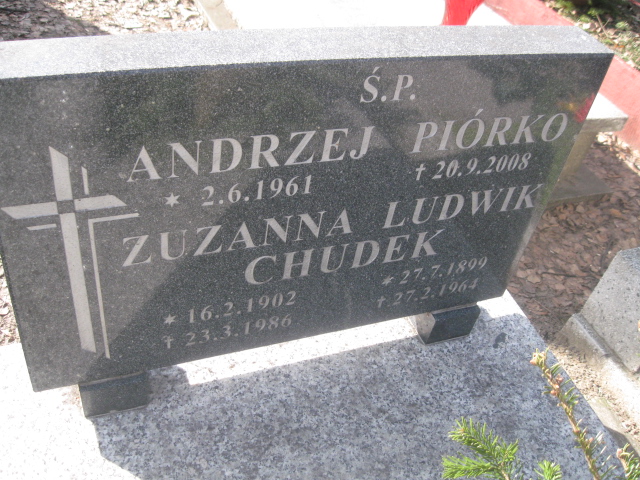 Ś.P.
ANDRZEJ PIÓRKO
* 2.6.1961 † 20.9.2008
ZUZANNA LUDWIK
CHUDEK
* 16.2.1902 * 27.7.1899
† 23.3.1986 † 27.2.1964